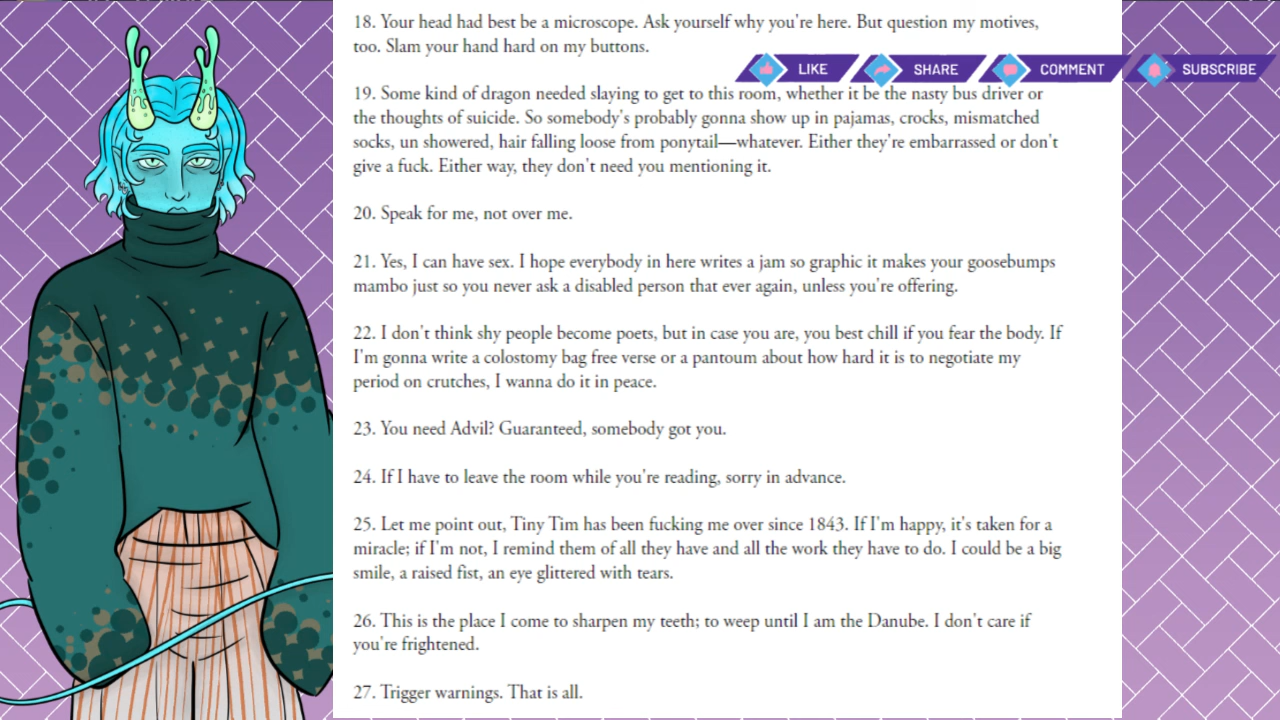 18. Your head had best be a microscope. Ask yourself why you're here. But question my motives,
too. Slam your hand hard on my buttons.
LIKE
SHARE
COMMENT
SUBSCRIBE
19. Some kind of dragon needed slaying to get to this room, whether it be the nasty bus driver or
the thoughts of suicide. So somebody's probably gonna show up in pajamas, crocks, mismatched
socks, un showered, hair falling loose from ponytail—whatever. Either they're embarrassed or don't
give a fuck. Either way, they don't need you mentioning it.
20. Speak for me, not over me.
21. Yes, I can have sex. I hope everybody in here writes a jam so graphic it makes your goosebumps
mambo just so you never ask a disabled person that ever again, unless you're offering.
22. I don't think shy people become poets, but in case you are, you best chill if you fear the body. If
I'm gonna write a colostomy bag free verse or a pantoum about how hard it is to negotiate my
period on crutches, I wanna do it in peace.
23. You need Advil? Guaranteed, somebody got you.
24. If I have to leave the room while you're reading, sorry in advance.
25. Let me point out, Tiny Tim has been fucking me over since 1843. If I'm happy, it's taken for a
miracle; if I'm not, I remind them of all they have and all the work they have to do. I could be a big
smile, a raised fist, an eye glittered with tears.
26. This is the place I come to sharpen my teeth; to weep until I am the Danube. I don't care if
you're frightened.
27. Trigger warnings. That is all.